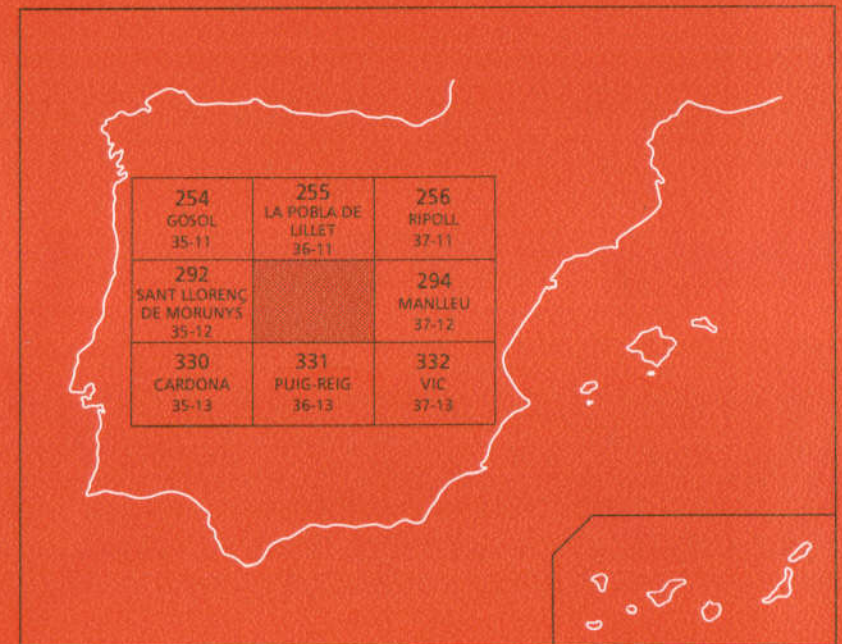 254
GOSOL
35-11
255
LA POBLA DE
LILLET
36-11
256
RIPOLL
37-11
292
SANT LLORENÇ
DE MORUNYS
35-12
294
MANLLEU
37-12
330
CARDONA
35-13
331
PUIG-REIG
36-13
332
VIC
37-13